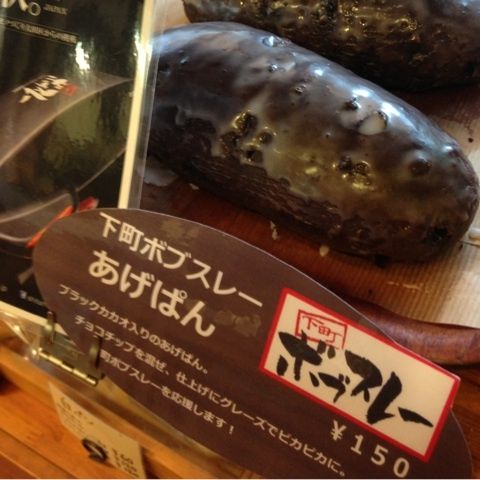 下町ボブスレー
あげぱん
ブラックカカオ入りのあげぱん。
チョコチップを混ぜ、仕上げにグレーズでピカピカに。
町ボブスレーを応援します！
下町
ボブスレー
￥150